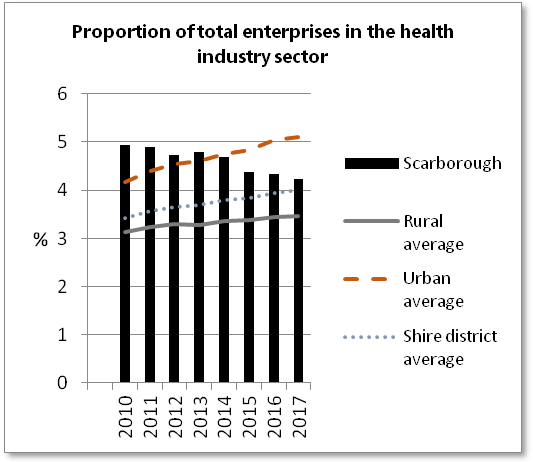 Proportion of total enterprises in the health
industry sector
6
5
4
3
2
1
0
%
2010
2011
2012
2013
2014
2015
2016
2017
Scarborough
Rural
average
Urban
average
Shire district
average